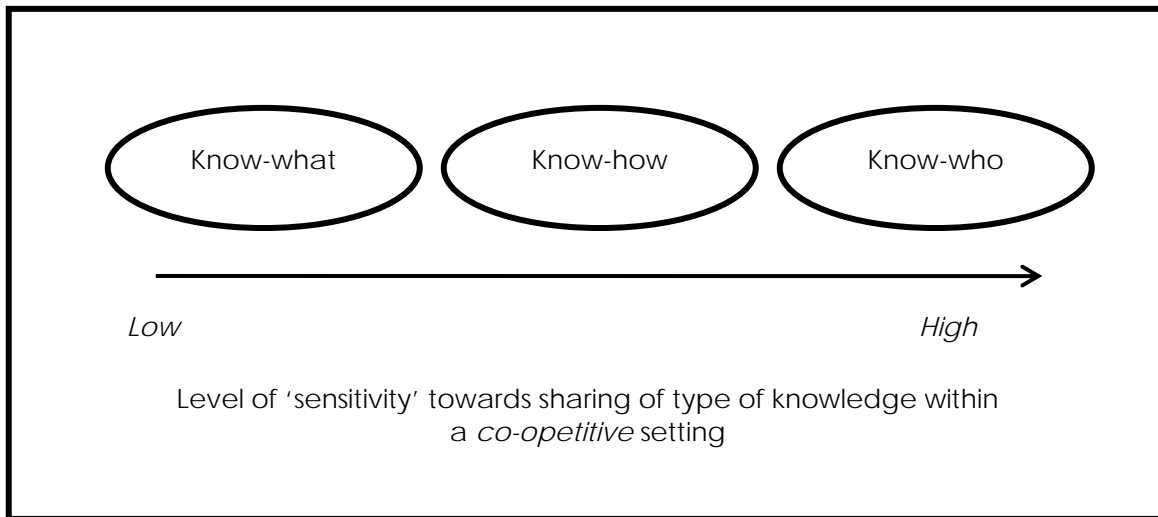 Know-what
Know-how
Know-who
Low
High
Level of ‘sensitivity’ towards sharing of type of knowledge within
a co-opetitive setting